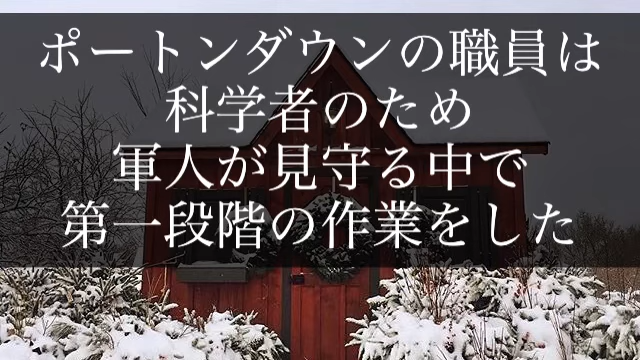 ポートンダウンの職員は
科学者のため
軍人が見守る中で
第一段階の作業をした